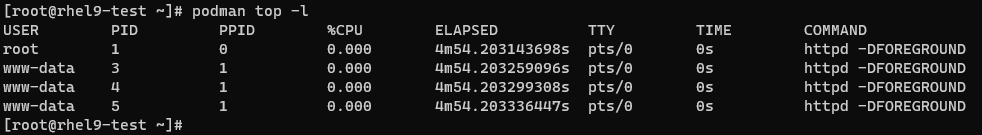 [root@rhel9-test ~]# podman top -l
USER PID PPID %CPU ELAPSED TTY TIME COMMAND
root 1 0 0.000 4m54.203143698s pts/0 0s httpd -DFOREGROUND
www-data 3 1 0.000 4m54.203259096s pts/0 0s httpd -DFOREGROUND
www-data 4 1 0.000 4m54.203299308s pts/0 0s httpd -DFOREGROUND
www-data 5 1 0.000 4m54.203336447s pts/0 0s httpd -DFOREGROUND
[root@rhel9-test ~]#